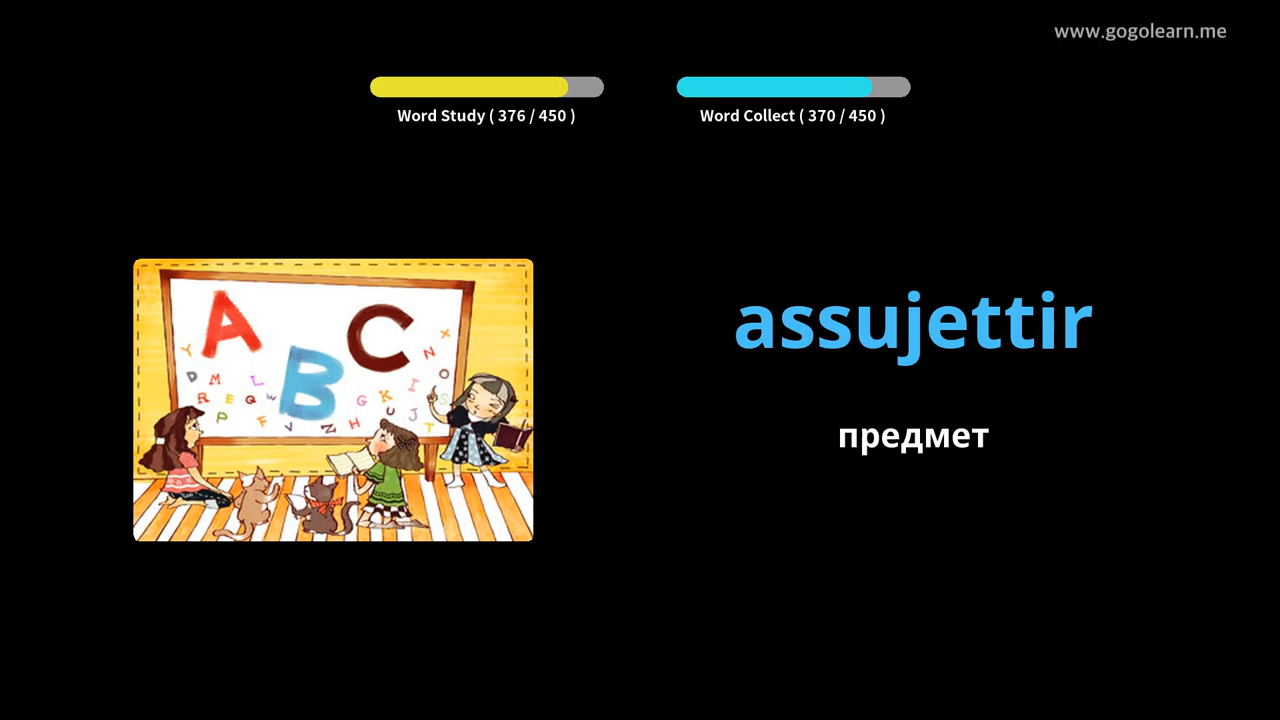 www.gogolearn.me
Word Study ( 376 / 450 )
Word Collect ( 370 / 450 )
A
B
C
Y
X
N
D
M
L
O
R
E
Q
W
G
K
I
S
P
F
V
Z
H
U
J
T
assujettir
предмет